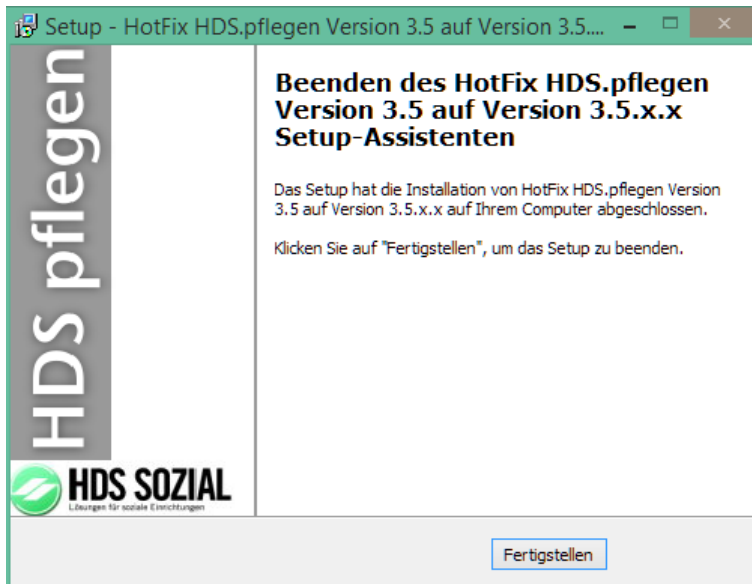 Setup - HotFix HDS.pflegen Version 3.5 auf Version 3.5....
HDS pflegen
Beenden des HotFix HDS.pflegen
Version 3.5 auf Version 3.5.x.x
Setup-Assistenten
Das Setup hat die Installation von HotFix HDS.pflegen Version
3.5 auf Version 3.5.x.x auf Ihrem Computer abgeschlossen.
Klicken Sie auf "Fertigstellen", um das Setup zu beenden.
HDS SOZIAL
Lösungen für soziale Einrichtungen
Fertigstellen